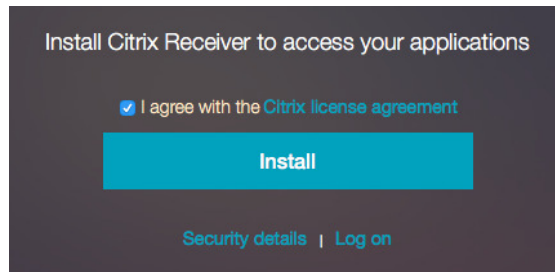 Install Citrix Receiver to access your applications
I agree with the Citrix license agreement
Install
Security details | Log on